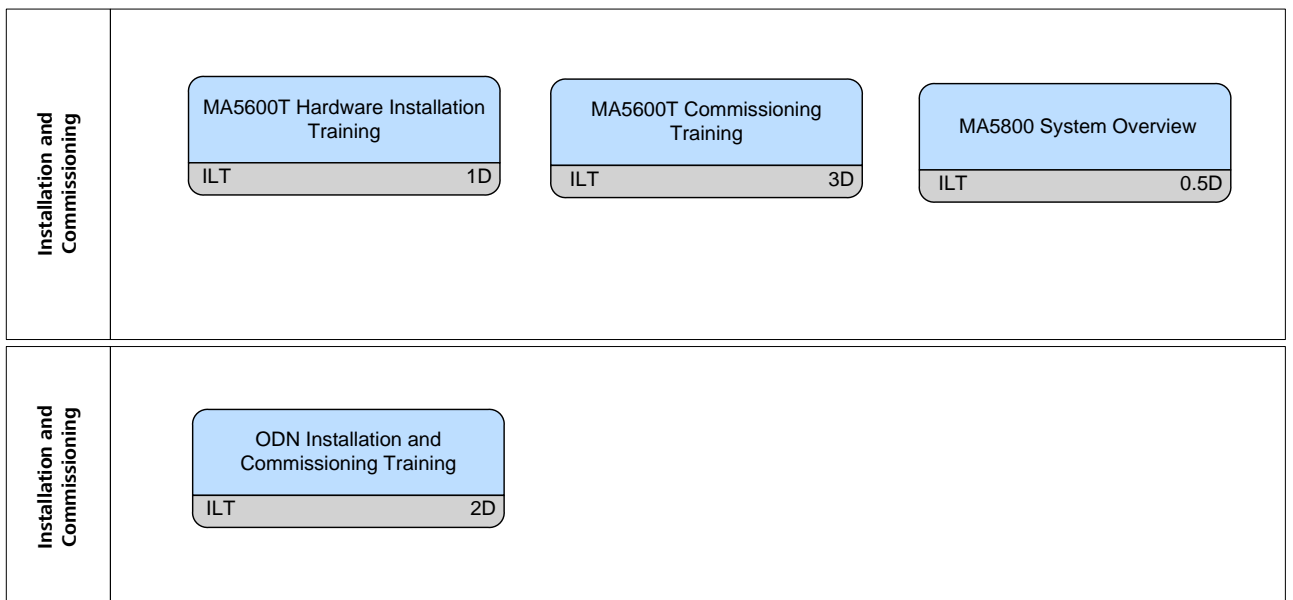 Installation and
Commissioning
MA5600T Hardware Installation
Training
ILT 1D
MA5600T Commissioning
Training
ILT 3D
MA5800 System Overview
ILT 0.5D
Installation and
Commissioning
ODN Installation and
Commissioning Training
ILT 2D